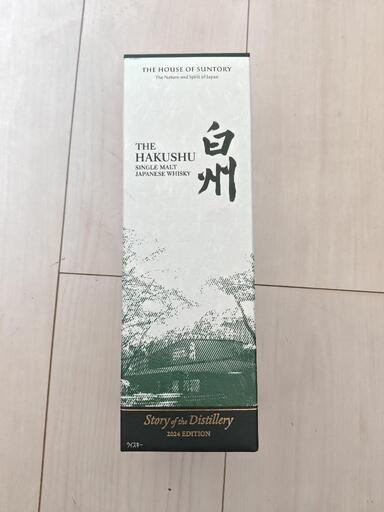 THE HOUSE OF SUNTORY
The Nature and Spirit of Japan
THE
HAKUSHU
SINGLE MALT
JAPANESE WHISKY
白州
Story of the Distillery
2024 EDITION
ウイスキー